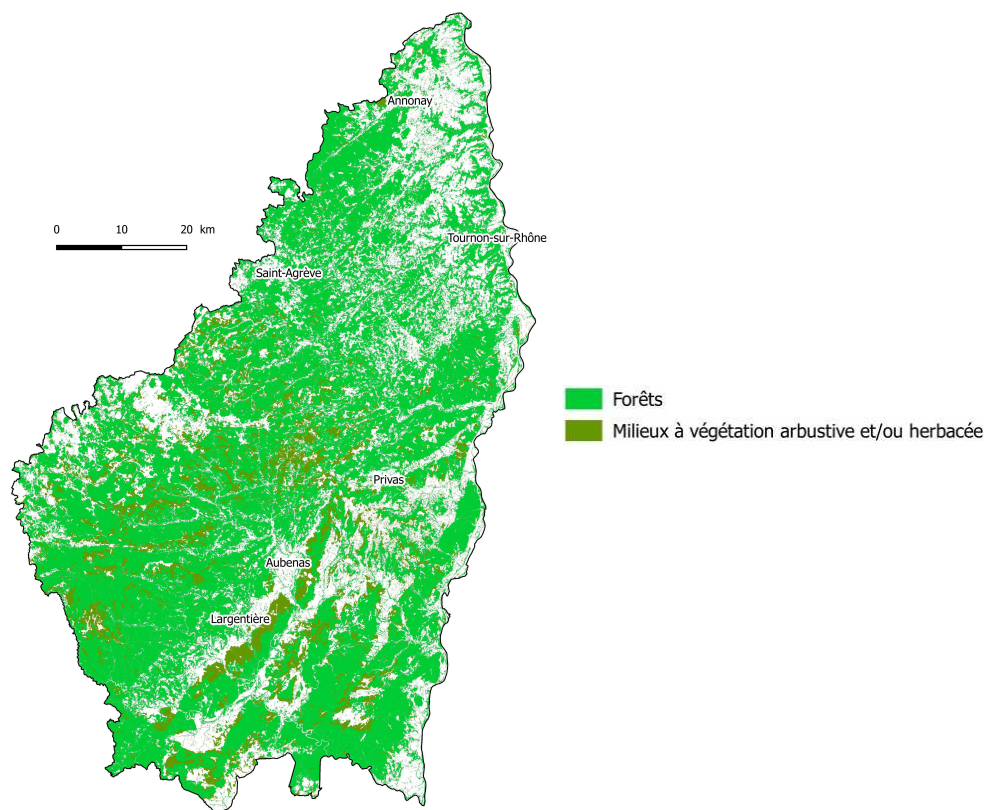 Annonay
0 10 20 km
Tournon-sur-Rhône
Saint-Agrève
Forêts
Milieux à végétation arbustive et/ou herbacée
Privas
Aubenas
Largentière